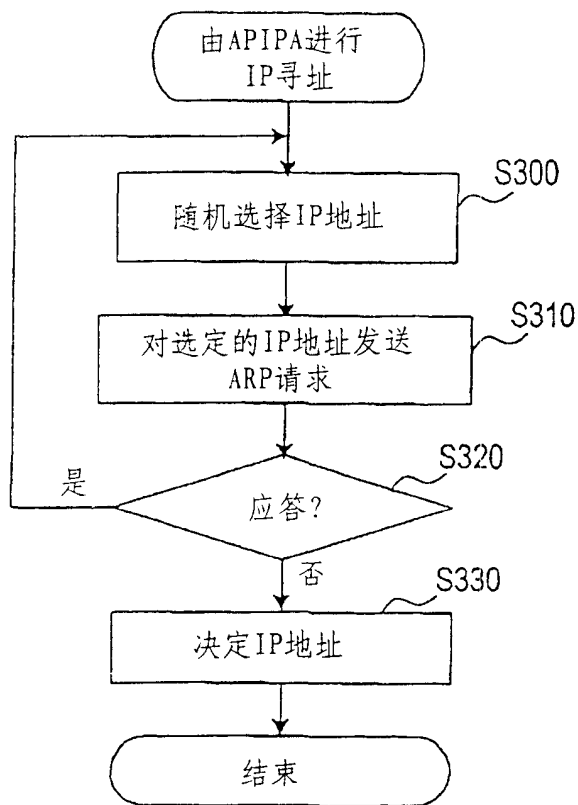 由APIPA进行
IP寻址
S300
随机选择IP地址
S310
对选定的IP地址发送
ARP请求
S320
是
应答?
否
S330
决定IP地址
结束